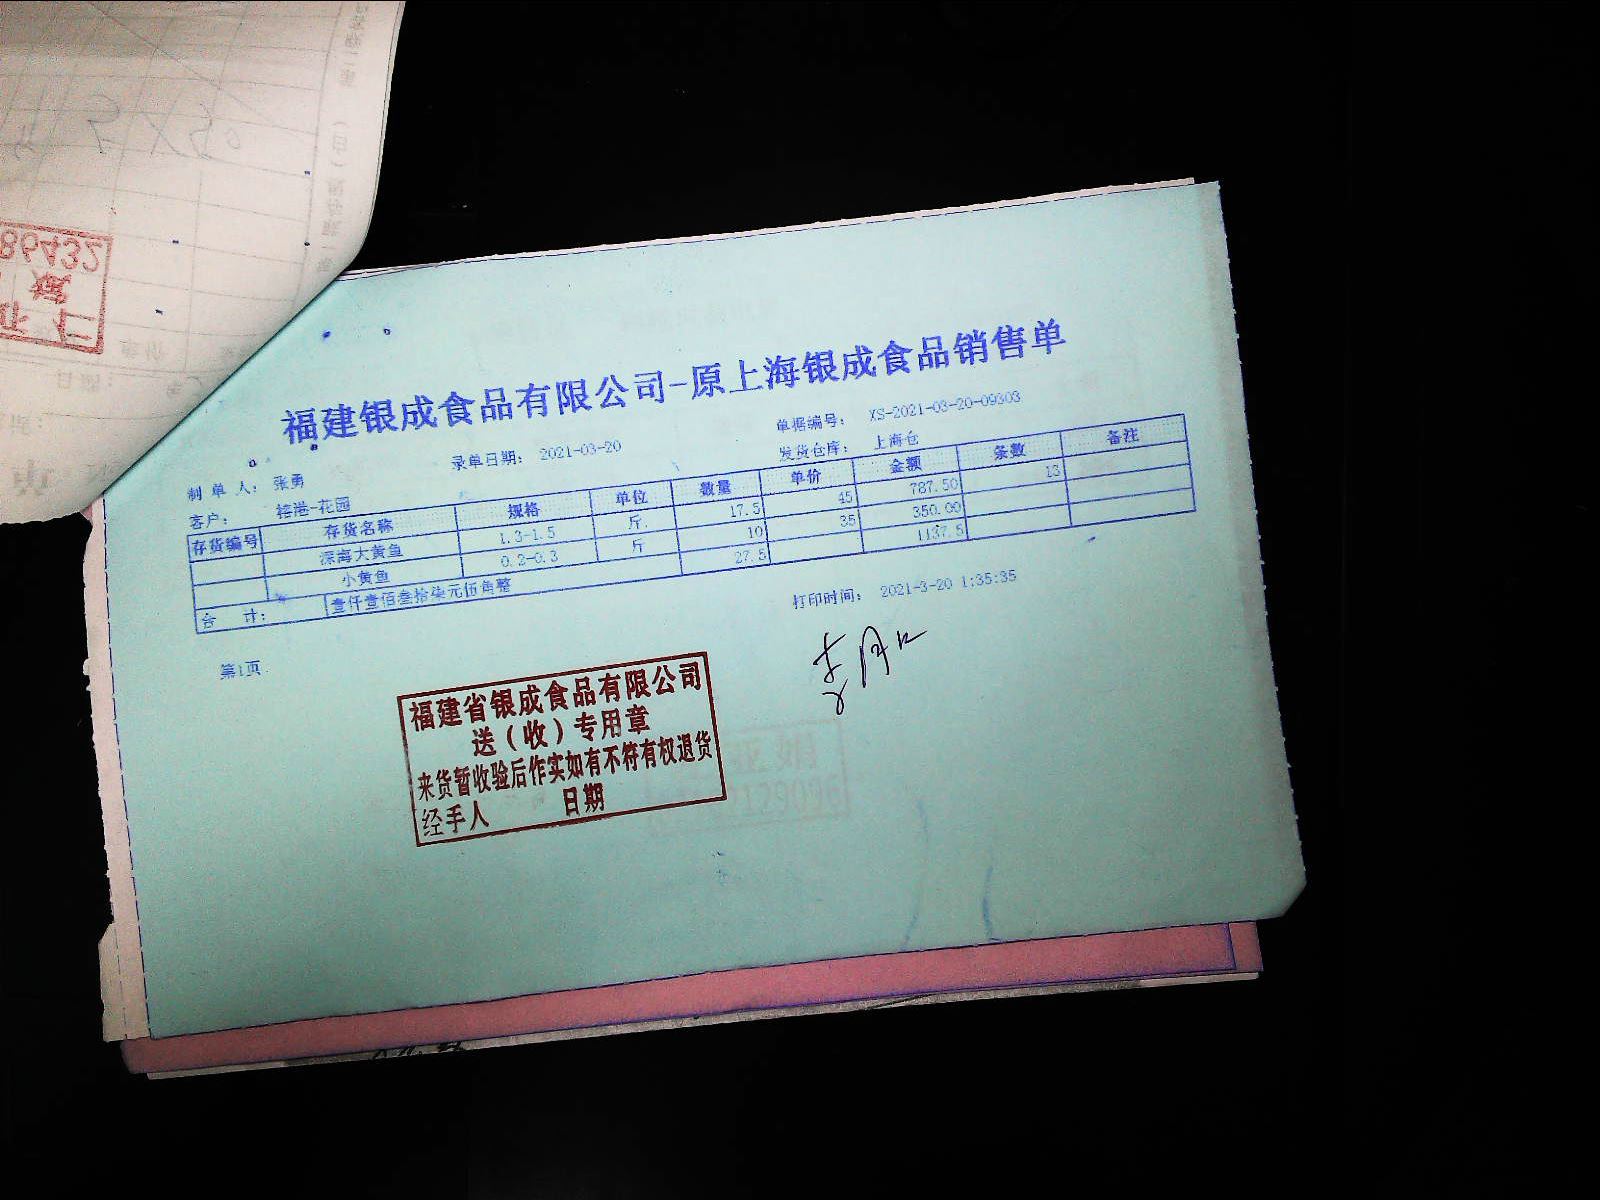 福建银成食品有限公司-原上海银成食品销售单
单据编号： XS-2021-03-20-09303
录单日期： 2021-03-20
发货仓库： 上海仓
制 单 人： 张勇
客户： 榕港-花园
存货编号 存货名称 规格 单位 数量 单价 金额 条数 备注
深海大黄鱼 1.3-1.5 斤 17.5 45 787.50 13
小黄鱼 0.2-0.3 斤 10 35 350.00
合 计： 壹仟壹佰叁拾柒元伍角整 27.5 1137.5
打印时间： 2021-3-20 1:35:35
第1页
福建省银成食品有限公司
送（收）专用章
来货暂收验后作实如有不符有权退货
经手人 日期